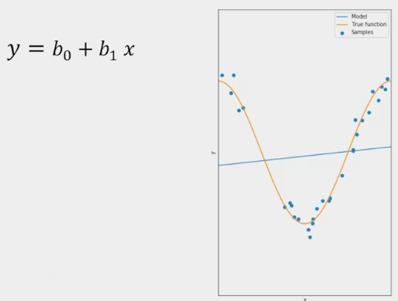 y = b₀ + b₁ x
Model
True function
Samples
y